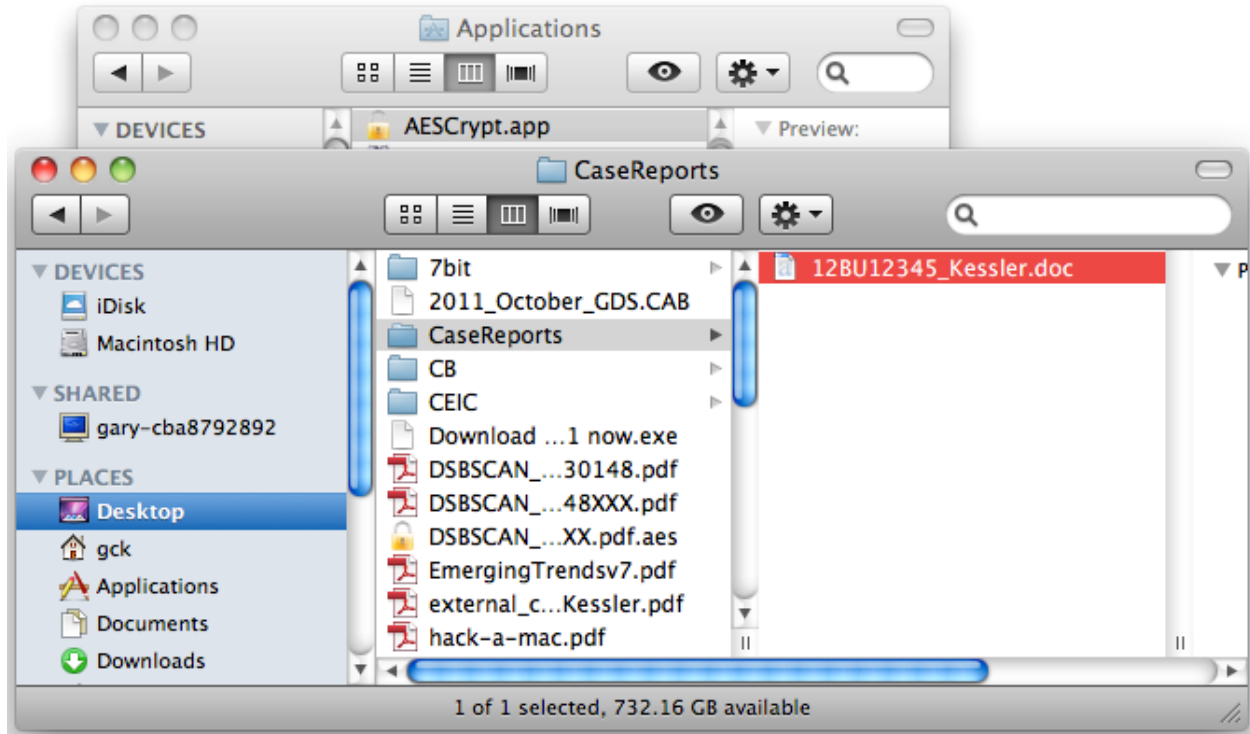 Applications
DEVICES
AESCrypt.app
Preview:
CaseReports
DEVICES
iDisk
Macintosh HD
SHARED
gary-cba8792892
PLACES
Desktop
gck
Applications
Documents
Downloads
7bit
2011_October_GDS.CAB
CaseReports
CB
CEIC
Download ...1 now.exe
DSBSCAN_...30148.pdf
DSBSCAN_...48XXX.pdf
DSBSCAN_...XX.pdf.aes
EmergingTrendsv7.pdf
external_c...Kessler.pdf
hack-a-mac.pdf
12BU12345_Kessler.doc
P
1 of 1 selected, 732.16 GB available